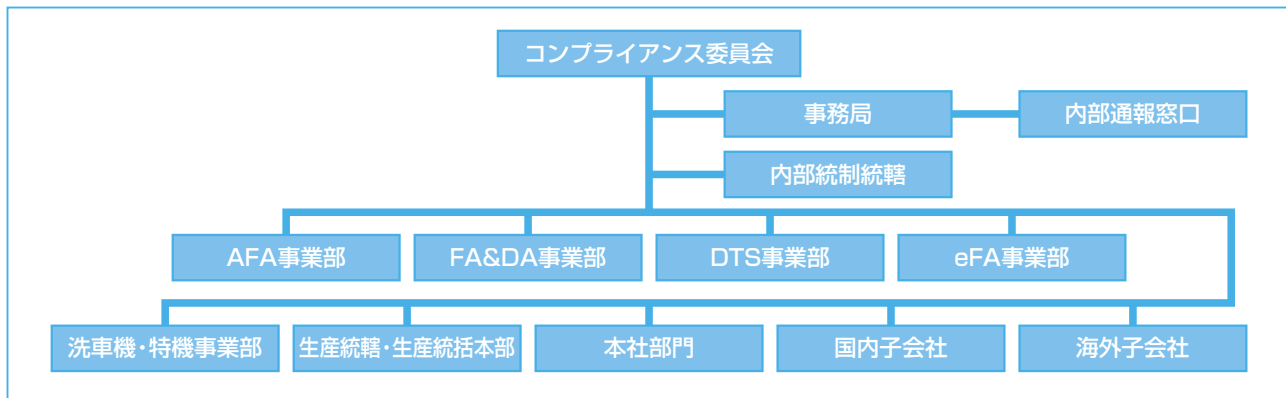 コンプライアンス委員会
事務局
内部通報窓口
内部統制統轄
AFA事業部
FA&DA事業部
DTS事業部
eFA事業部
洗車機・特機事業部
生産統轄・生産統括本部
本社部門
国内子会社
海外子会社